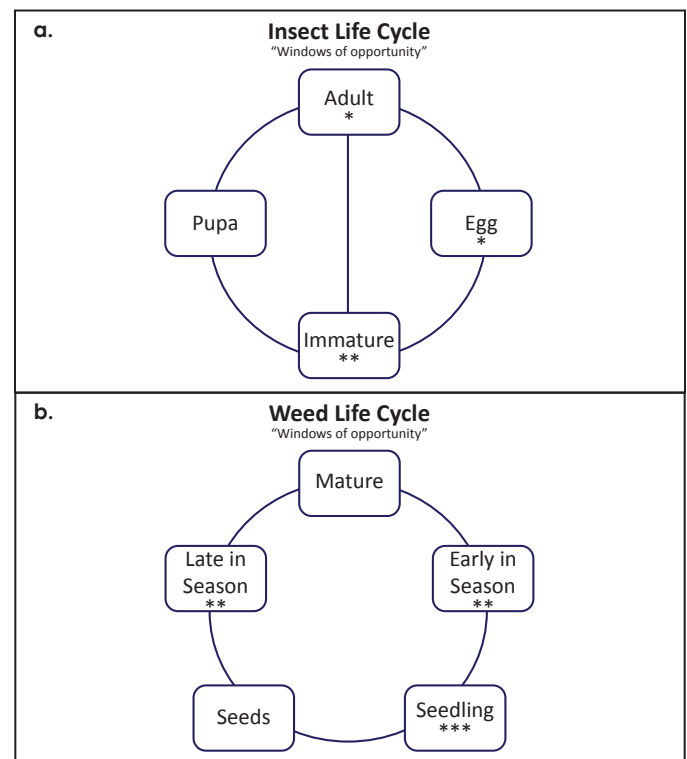 a.
Insect Life Cycle
“Windows of opportunity”
Adult
*
Pupa
Egg
*
Immature
**
b.
Weed Life Cycle
“Windows of opportunity”
Mature
Late in
Season
**
Early in
Season
**
Seeds
Seedling
***